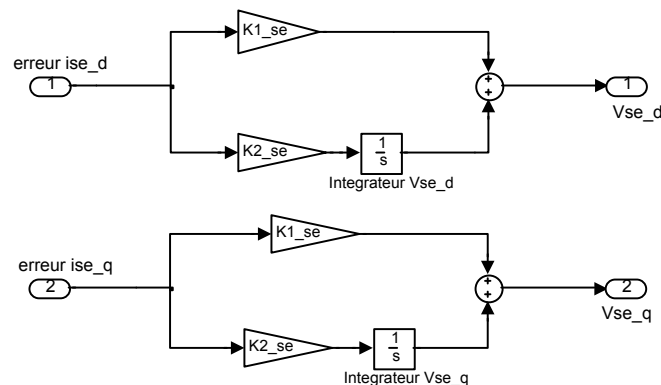 K1_se
erreur ise_d
1
+
+
1
Vse_d
K2_se
1
s
Integrateur Vse_d
K1_se
erreur ise_q
2
+
+
2
Vse_q
K2_se
1
s
Integrateur Vse_q